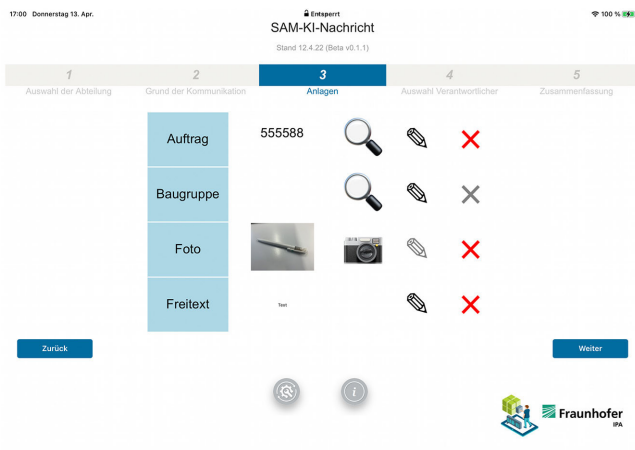 17:00 Donnerstag 13. Apr.
Entsperrt
100 %
SAM-KI-Nachricht
Stand 12.4.22 (Beta v0.1.1)
1 2 3 4 5
Auswahl der Abteilung Grund der Kommunikation Anlagen Auswahl Verantwortlicher Zusammenfassung
Auftrag 555588
Baugruppe
Foto
Freitext Text
Zurück Weiter
i
Fraunhofer
IPA